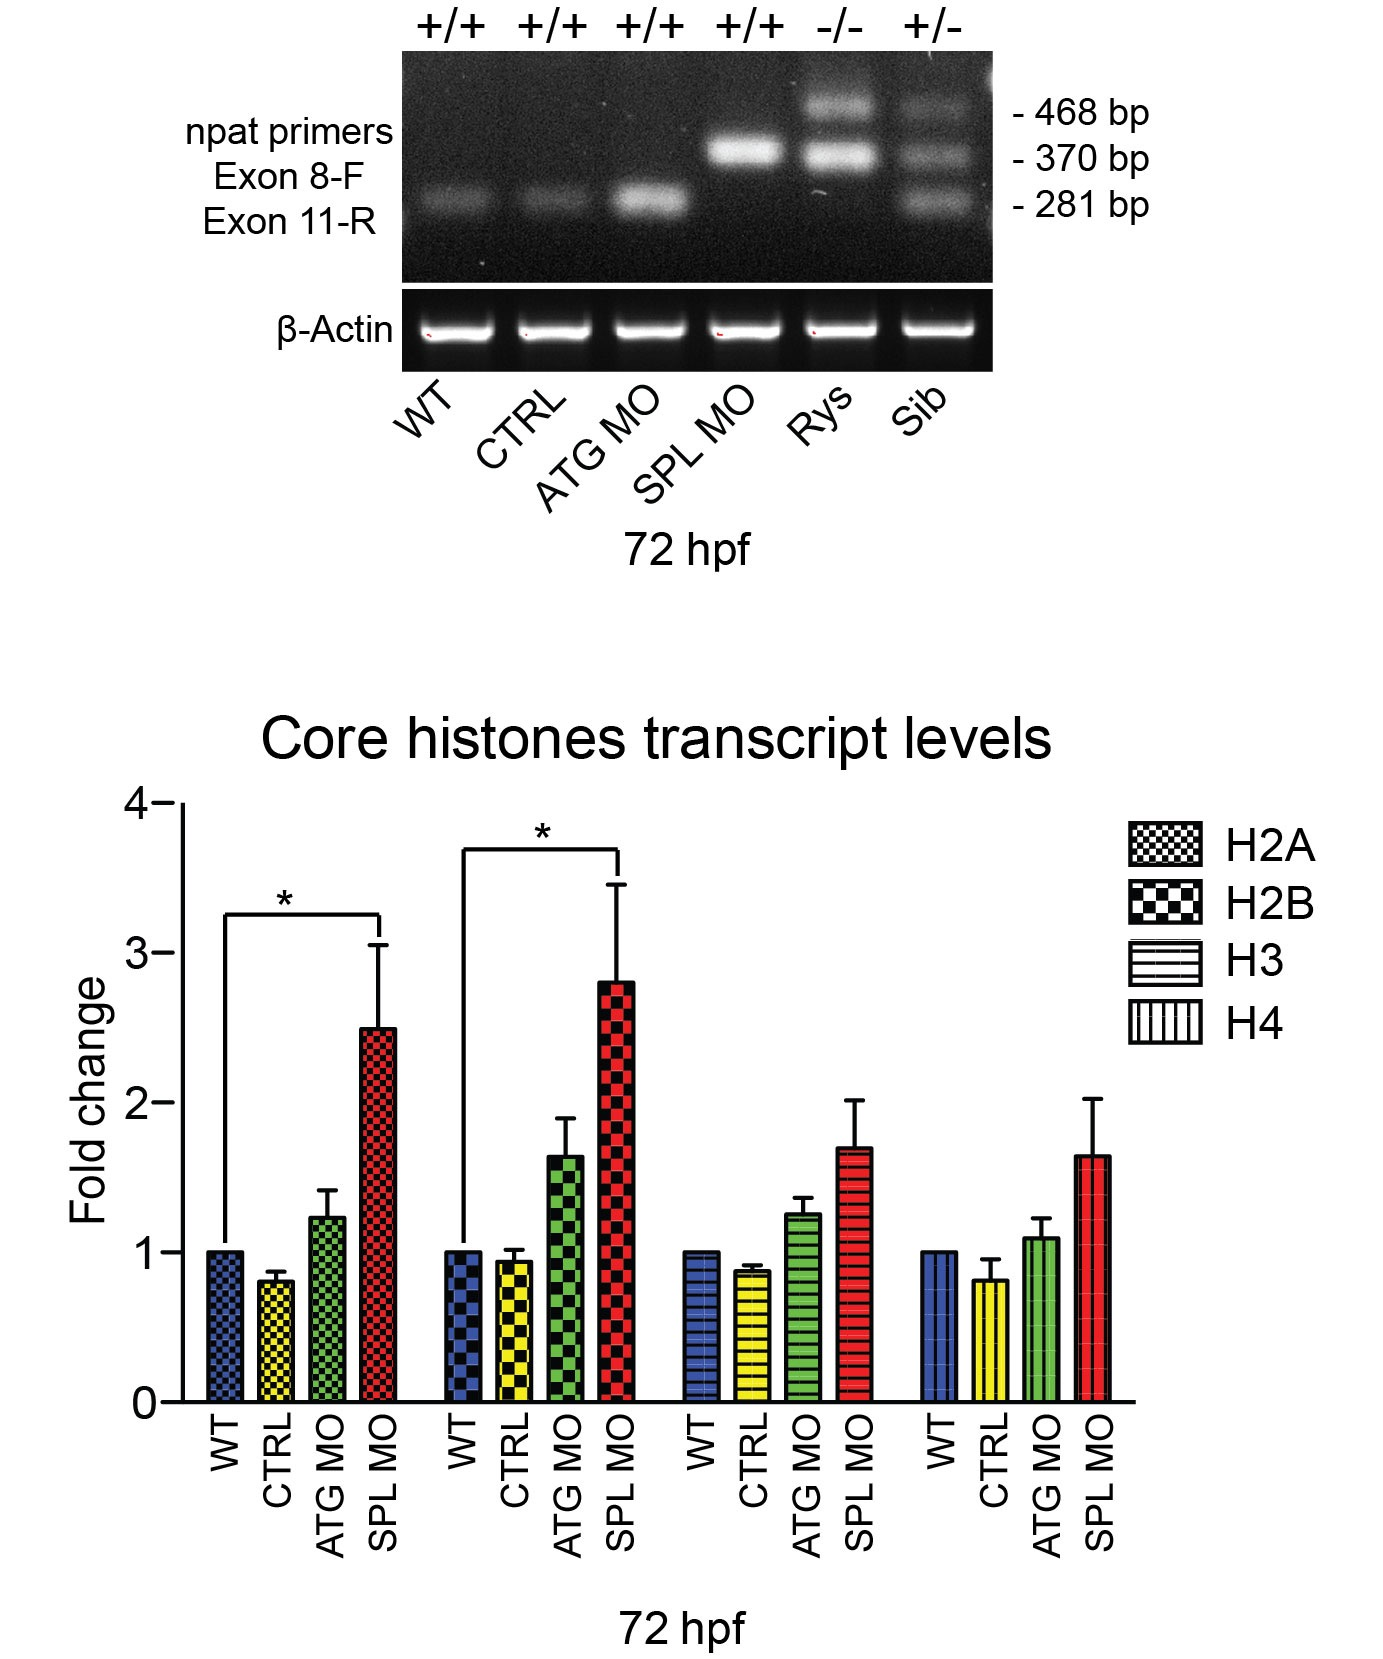 +/+ +/+ +/+ +/+ -/- +/-
npat primers
Exon 8-F
Exon 11-R
- 468 bp
- 370 bp
- 281 bp
β-Actin
WT CTRL ATG MO SPL MO Rys Sib
72 hpf
Core histones transcript levels
Fold change
4
3
2
1
0
*
*
H2A
H2B
H3
H4
WT CTRL ATG MO SPL MO WT CTRL ATG MO SPL MO WT CTRL ATG MO SPL MO WT CTRL ATG MO SPL MO
72 hpf